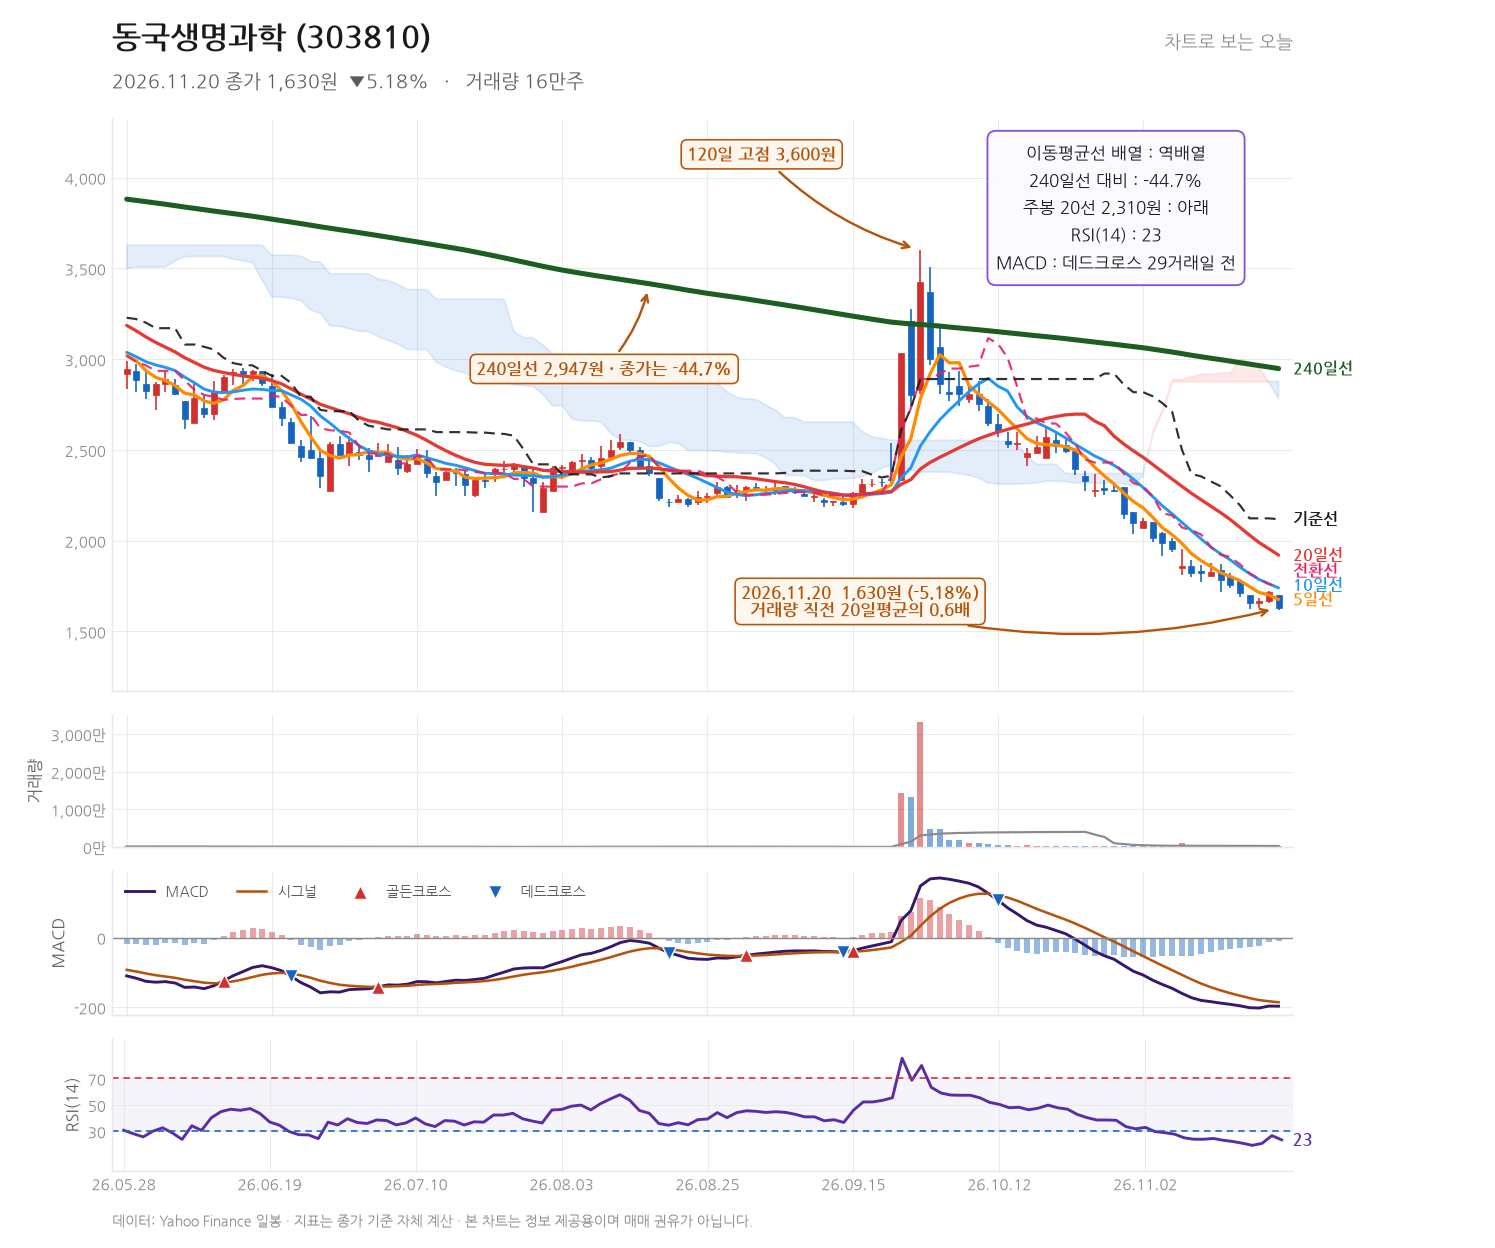 동국생명과학 (303810)
차트로 보는 오늘
2026.11.20 종가 1,630원 ▼5.18% · 거래량 16만주
120일 고점 3,600원
이동평균선 배열 : 역배열
240일선 대비 : -44.7%
주봉 20선 2,310원 : 아래
RSI(14) : 23
MACD : 데드크로스 29거래일 전
4,000
3,500
3,000
2,500
2,000
1,500
240일선 2,947원 · 종가는 -44.7%
2026.11.20 1,630원 (-5.18%)
거래량 직전 20일평균의 0.6배
240일선
기준선
20일선
전환선
10일선
5일선
거래량
3,000만
2,000만
1,000만
0만
MACD
MACD
시그널
골든크로스
데드크로스
0
-200
RSI(14)
70
50
30
23
26.05.28
26.06.19
26.07.10
26.08.03
26.08.25
26.09.15
26.10.12
26.11.02
데이터: Yahoo Finance 일봉 · 지표는 종가 기준 자체 계산 · 본 차트는 정보 제공용이며 매매 권유가 아닙니다.